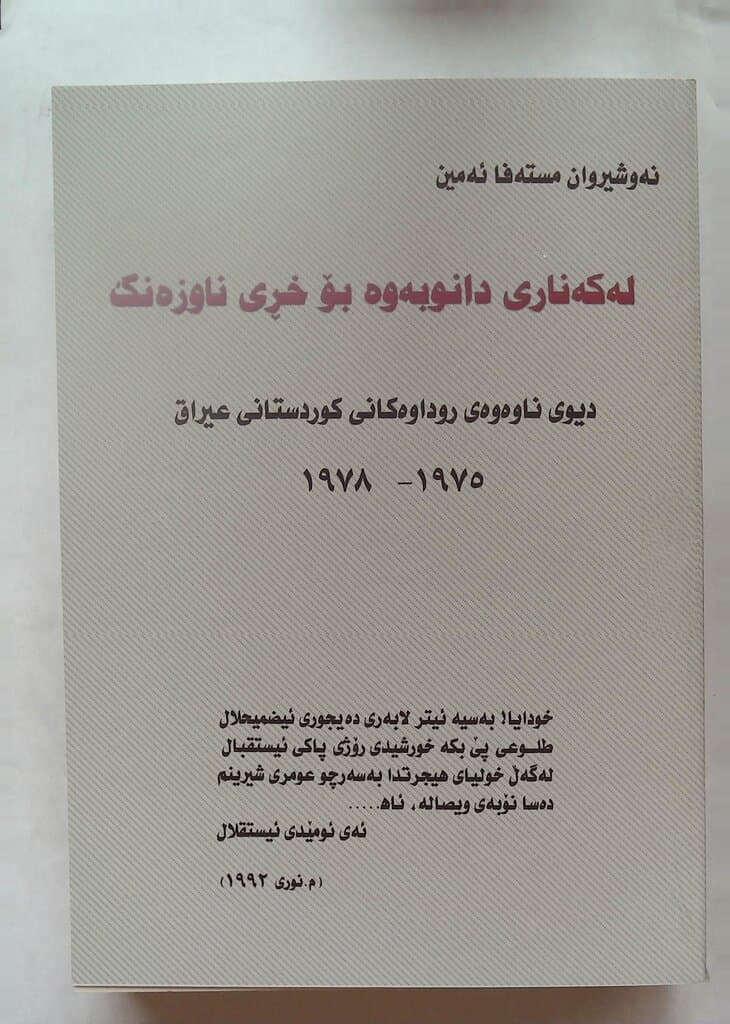 نەوشیروان مستەفا ئەمین
لەکەناری دانوبەوە بۆ خڕی ناوزەنگ
دیوی ناوەوەی روداوەکانی کوردستانی عیراق
١٩٧٥ - ١٩٧٨
خودایا! بەسیە ئیتر لابەری دەیجوری ئیضمیحلال
طلــوعی پێ بکە خورشیدی رۆژی پاکی ئیستقبال
لەگەڵ خولیای هیجرتدا بەسەرچو عومری شیرینم
دەسا نۆبەی ویصالە، ئاھ.....
ئەی ئومێدی ئیستقلال
(م.نوری ١٩٩٢)